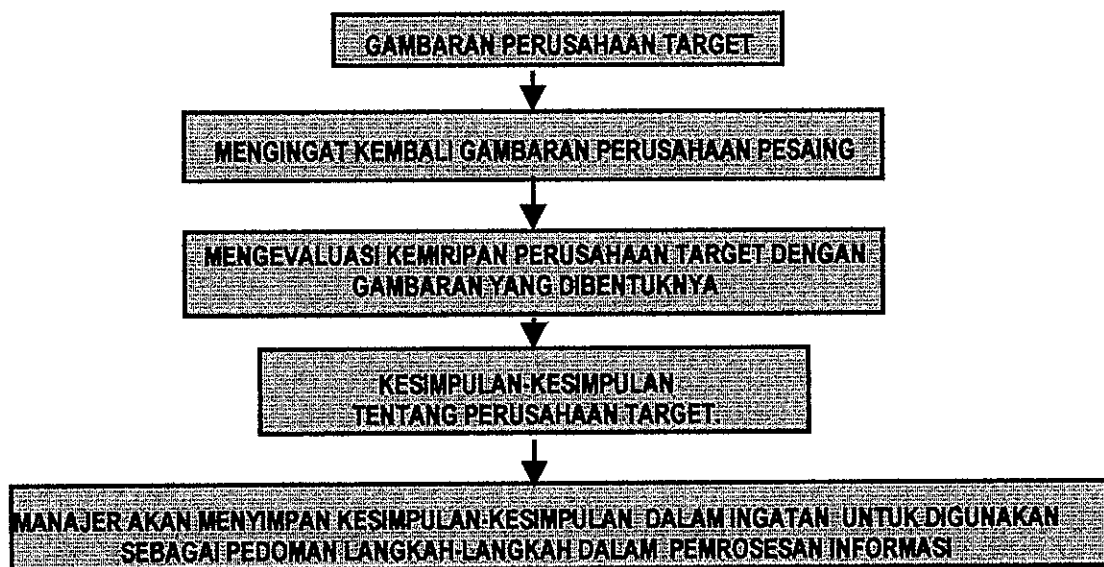 GAMBARAN PERUSAHAAN TARGET
MENGINGAT KEMBALI GAMBARAN PERUSAHAAN PESAING
MENGEVALUASI KEMIRIPAN PERUSAHAAN TARGET DENGAN
GAMBARAN YANG DIBENTUKNYA
KESIMPULAN-KESIMPULAN
TENTANG PERUSAHAAN TARGET.
MANAJER AKAN MENYIMPAN KESIMPULAN-KESIMPULAN DALAM INGATAN UNTUK DIGUNAKAN
SEBAGAI PEDOMAN LANGKAH-LANGKAH DALAM PEMROSESAN INFORMASI